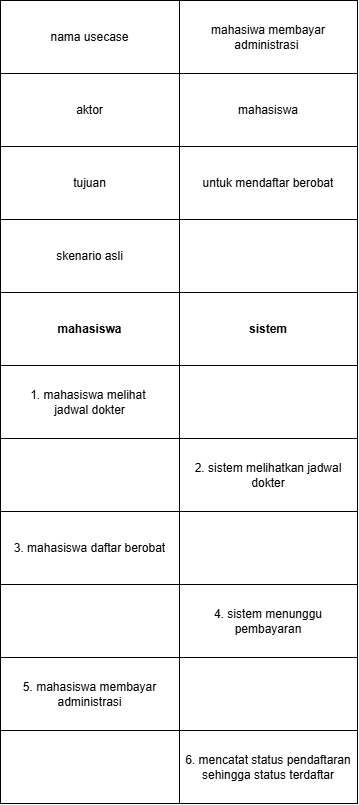 nama usecase
mahasiwa membayar
administrasi
aktor
mahasiswa
tujuan
untuk mendaftar berobat
skenario asli
mahasiswa
sistem
1. mahasiswa melihat
jadwal dokter
2. sistem melihatkan jadwal
dokter
3. mahasiswa daftar berobat
4. sistem menunggu
pembayaran
5. mahasiswa membayar
administrasi
6. mencatat status pendaftaran
sehingga status terdaftar